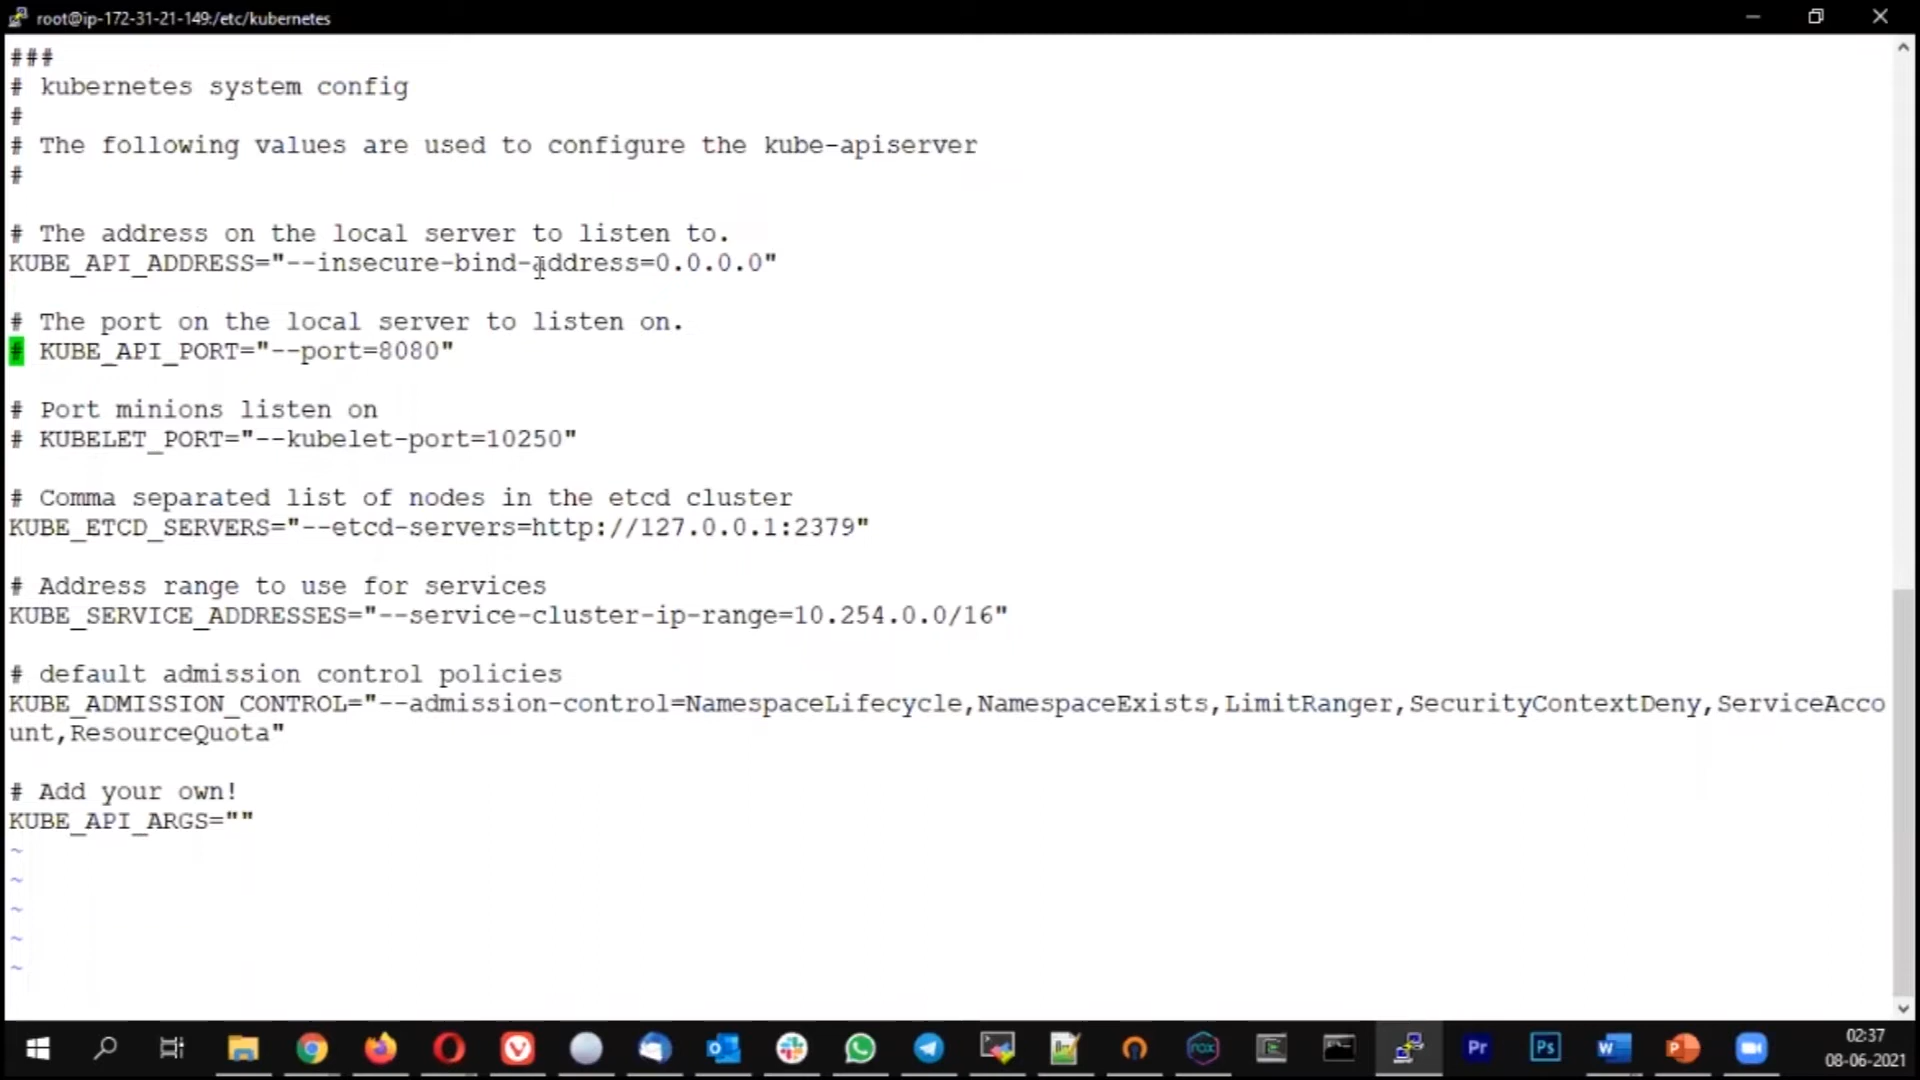 root@ip-172-31-21-149:/etc/kubernetes
###
# kubernetes system config
#
# The following values are used to configure the kube-apiserver
#
# The address on the local server to listen to.
KUBE_API_ADDRESS="--insecure-bind-address=0.0.0.0"
# The port on the local server to listen on.
# KUBE_API_PORT="--port=8080"
# Port minions listen on
# KUBELET_PORT="--kubelet-port=10250"
# Comma separated list of nodes in the etcd cluster
KUBE_ETCD_SERVERS="--etcd-servers=http://127.0.0.1:2379"
# Address range to use for services
KUBE_SERVICE_ADDRESSES="--service-cluster-ip-range=10.254.0.0/16"
# default admission control policies
KUBE_ADMISSION_CONTROL="--admission-control=NamespaceLifecycle,NamespaceExists,LimitRanger,SecurityContextDeny,ServiceAcco
unt,ResourceQuota"
# Add your own!
KUBE_API_ARGS=""
~
~
~
~
~
nox
Pr
Ps
02:37
08-06-2021